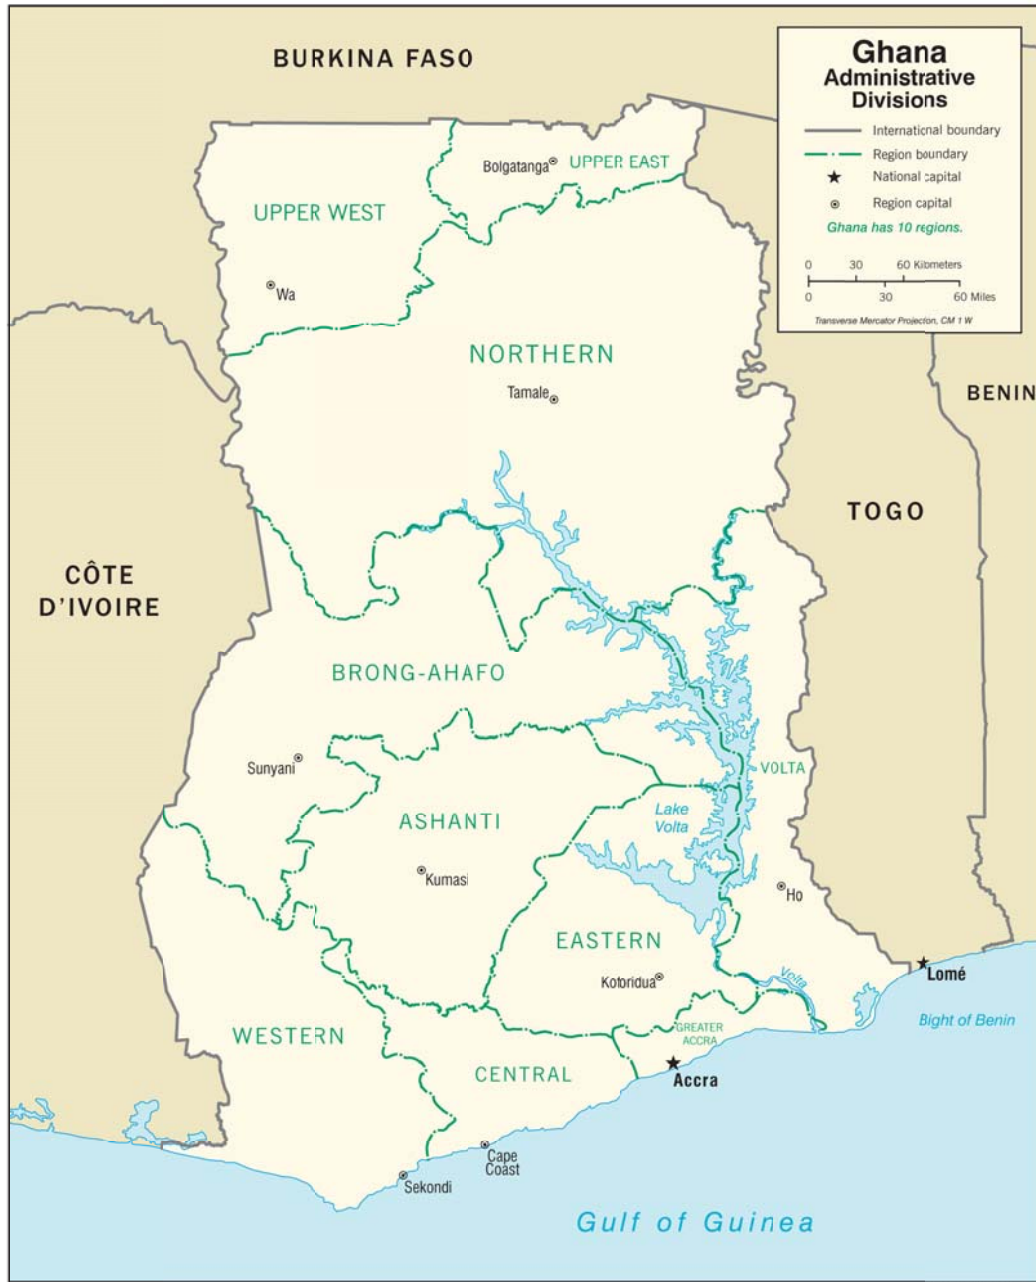 BURKINA FASO
Ghana
Administrative
Divisions
International boundary
Region boundary
National capital
Region capital
Ghana has 10 regions.
0 30 60 Kilometers
0 30 60 Miles
Transverse Mercator Projection, CM 1 W
Bolgatanga
UPPER EAST
UPPER WEST
Wa
NORTHERN
Tamale
BENIN
TOGO
CÔTE
D'IVOIRE
BRONG-AHAFO
Sunyani
VOLTA
Lake
Volta
ASHANTI
Kumasi
Ho
EASTERN
Koforidua
Volta
Lomé
Bight of Benin
WESTERN
GREATER
ACCRA
CENTRAL
Accra
Cape
Coast
Sekondi
Gulf of Guinea